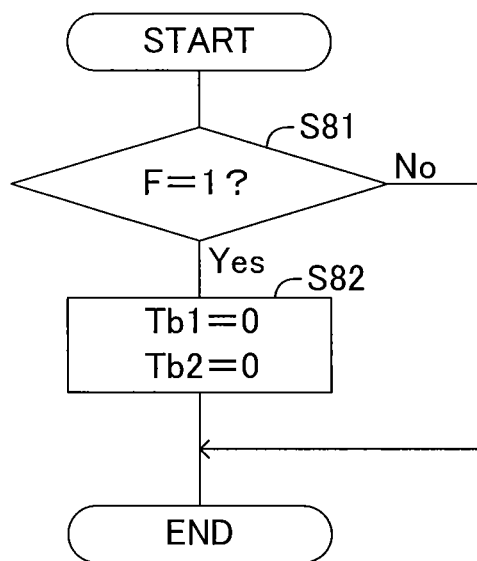 START
S81
F=1?
No
Yes
S82
Tb1=0
Tb2=0
END